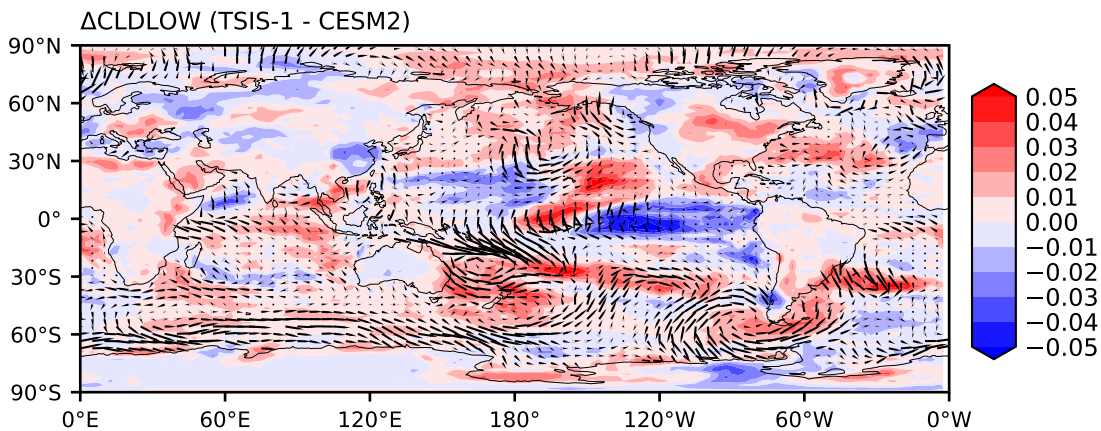 ΔCLDLOW (TSIS-1 - CESM2)
90°N
60°N
30°N
0°
30°S
60°S
90°S
0°E
60°E
120°E
180°
120°W
60°W
0°W
0.05
0.04
0.03
0.02
0.01
0.00
−0.01
−0.02
−0.03
−0.04
−0.05